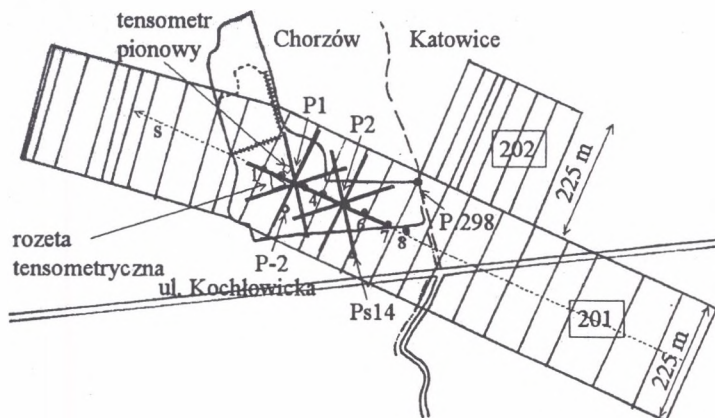 tensometr
pionowy
Chorzów
Katowice
P1
P2
s
202
225 m
1
4
6
7
8
P.298
rozeta
tensometryczna
P-2
ul. Kochłowicka
Ps14
201
225 m